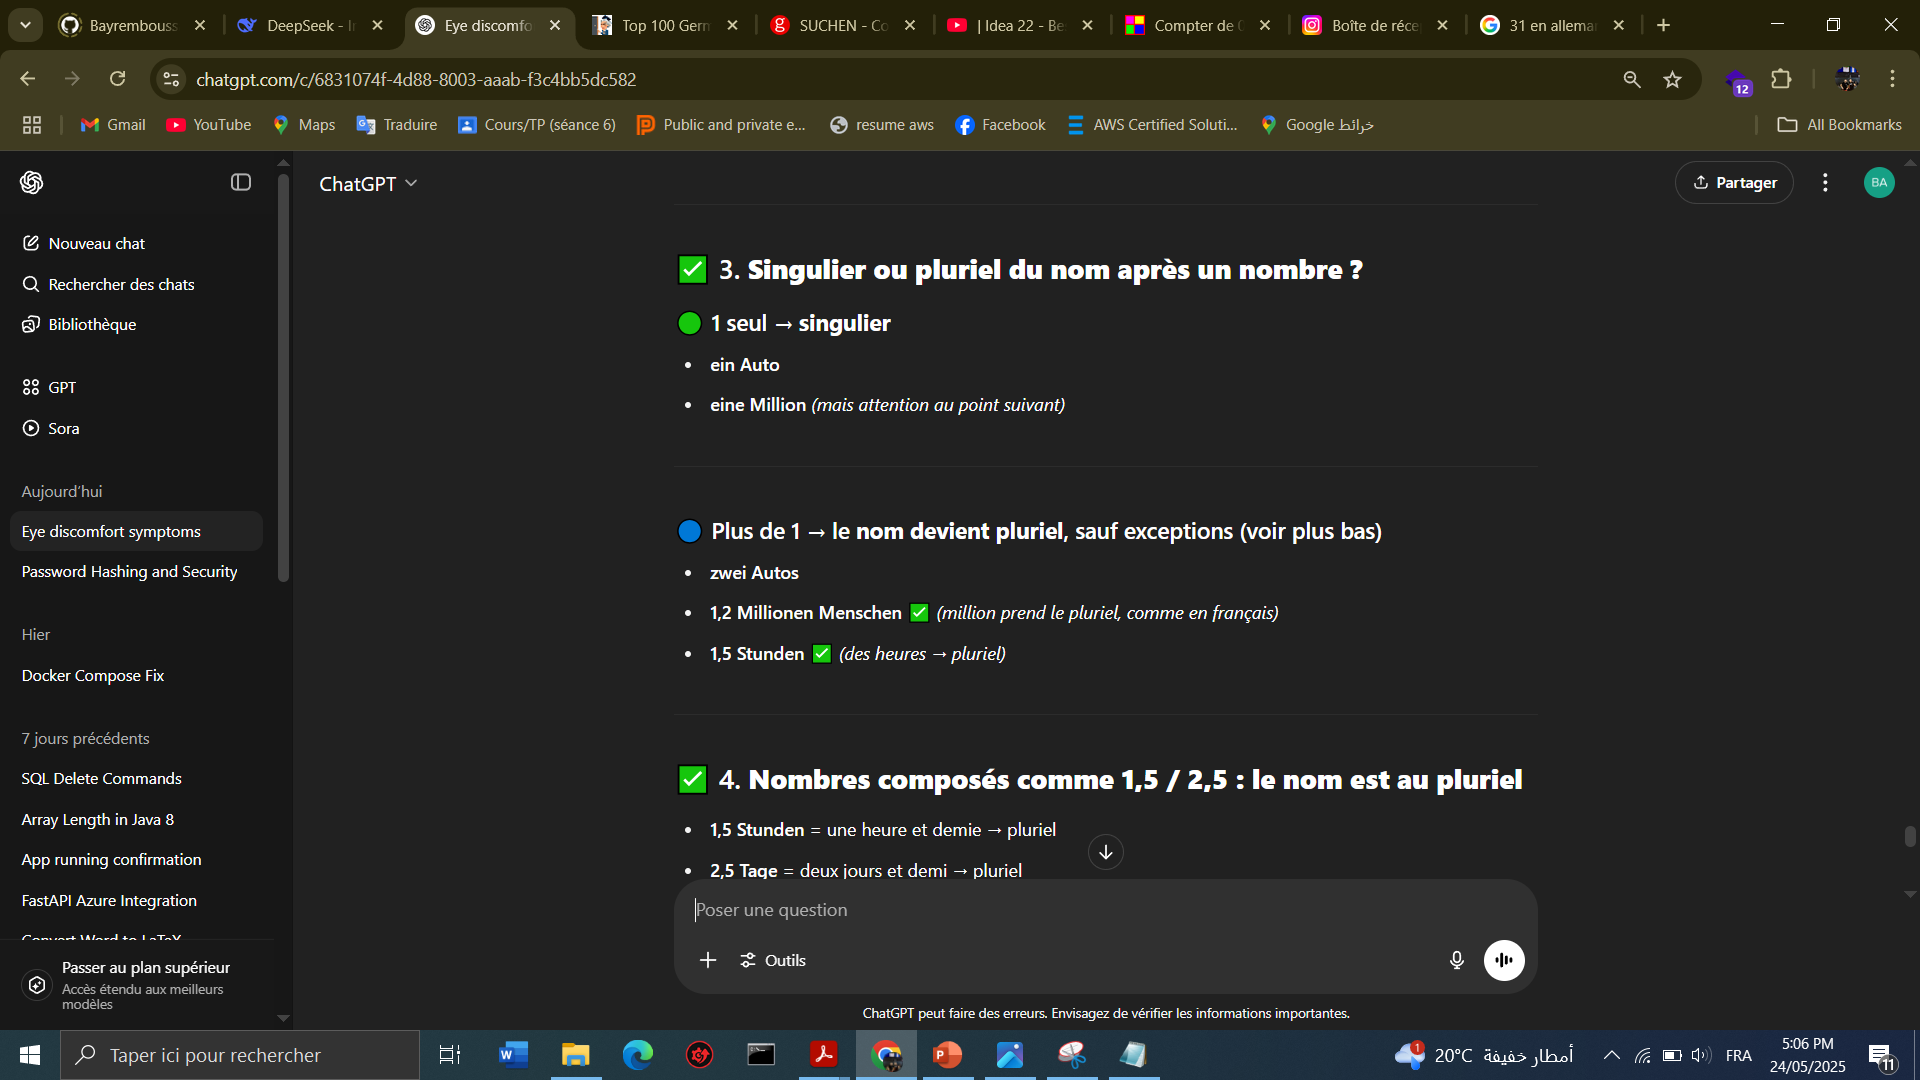 Bayrembouss
DeepSeek - I
Eye discomfo
Top 100 Germ
SUCHEN - Co
| Idea 22 - Be
Compter de 0
Boîte de réce
31 en alleman
chatgpt.com/c/6831074f-4d88-8003-aaab-f3c4bb5dc582
12
Gmail
YouTube
Maps
Traduire
Cours/TP (séance 6)
Public and private e...
resume aws
Facebook
AWS Certified Soluti...
خرائط Google
All Bookmarks
ChatGPT
Partager
BA
Nouveau chat
Rechercher des chats
Bibliothèque
GPT
Sora
Aujourd'hui
Eye discomfort symptoms
Password Hashing and Security
Hier
Docker Compose Fix
7 jours précédents
SQL Delete Commands
Array Length in Java 8
App running confirmation
FastAPI Azure Integration
Convert Word to LaTeX
Passer au plan supérieur
Accès étendu aux meilleurs
modèles
3. Singulier ou pluriel du nom après un nombre ?
1 seul → singulier
• ein Auto
• eine Million (mais attention au point suivant)
Plus de 1 → le nom devient pluriel, sauf exceptions (voir plus bas)
• zwei Autos
• 1,2 Millionen Menschen ✅ (million prend le pluriel, comme en français)
• 1,5 Stunden ✅ (des heures → pluriel)
4. Nombres composés comme 1,5 / 2,5 : le nom est au pluriel
• 1,5 Stunden = une heure et demie → pluriel
• 2,5 Tage = deux jours et demi → pluriel
Poser une question
Outils
ChatGPT peut faire des erreurs. Envisagez de vérifier les informations importantes.
Taper ici pour rechercher
1
20°C أمطار خفيفة
FRA
5:06 PM
24/05/2025
11